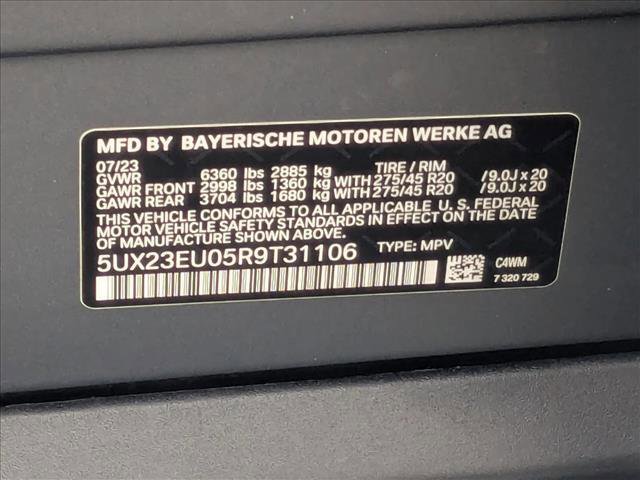 MFD BY BAYERISCHE MOTOREN WERKE AG
07/23 TIRE / RIM
GVWR 6360 lbs 2885 kg
GAWR FRONT 2998 lbs 1360 kg WITH 275/45 R20 /9.0J x 20
GAWR REAR 3704 lbs 1680 kg WITH 275/45 R20 /9.0J x 20
THIS VEHICLE CONFORMS TO ALL APPLICABLE U.S. FEDERAL
MOTOR VEHICLE SAFETY STANDARDS IN EFFECT ON THE DATE
OF MANUFACTURE SHOWN ABOVE.
5UX23EU05R9T31106 TYPE: MPV
C4WM
7 320 729